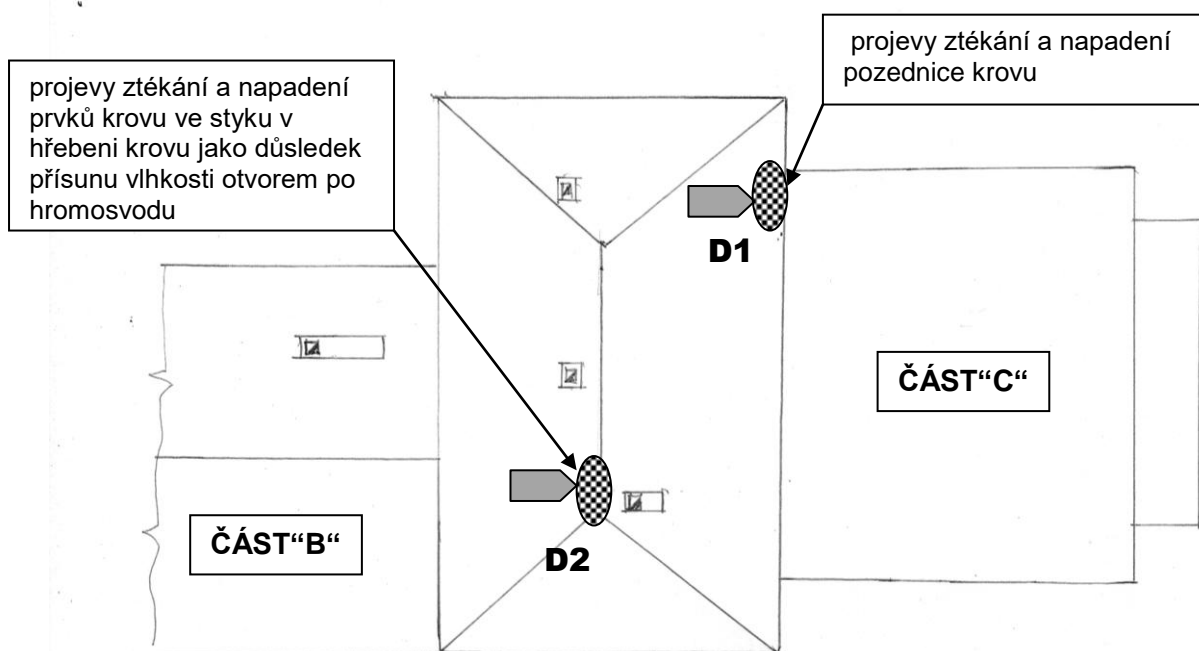 projevy ztékání a napadení
prvků krovu ve styku v
hřebeni krovu jako důsledek
přísunu vlhkosti otvorem po
hromosvodu
projevy ztékání a napadení
pozednice krovu
D1
ČÁST"C“
D2
ČÁST“B“